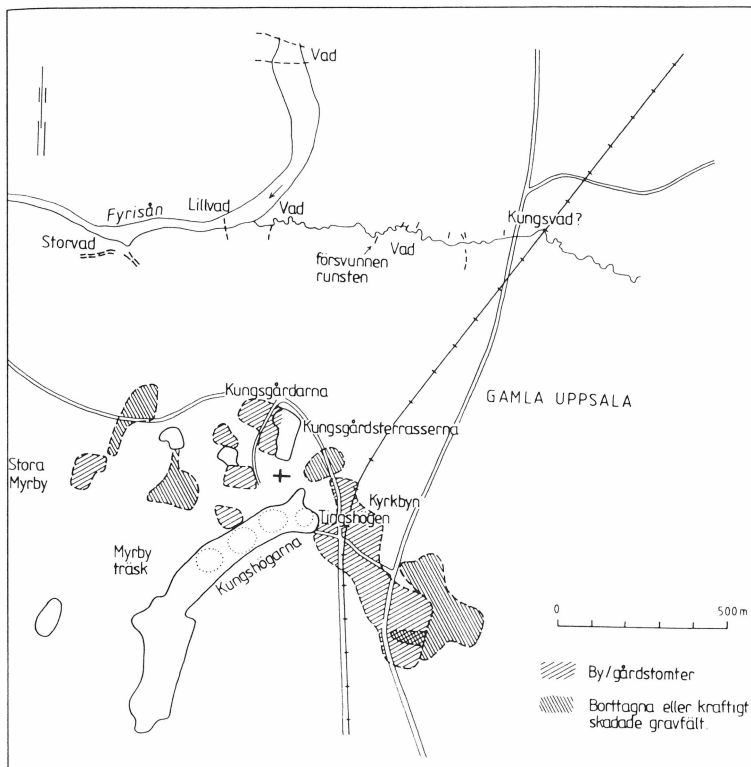 Vad
Fyrisån
Lillvad
Vad
Kungsvad?
Storvad
Vad
försvunnen
runsten
GAMLA UPPSALA
Kungsgårdarna
Kungsgårdsterrasserna
Stora
Myrby
Kyrkbyn
Tingshögen
Myrby
träsk
Kungshögarna
0 500m
By/gårdstomter
Borttagna eller kraftigt
skadade gravfält.